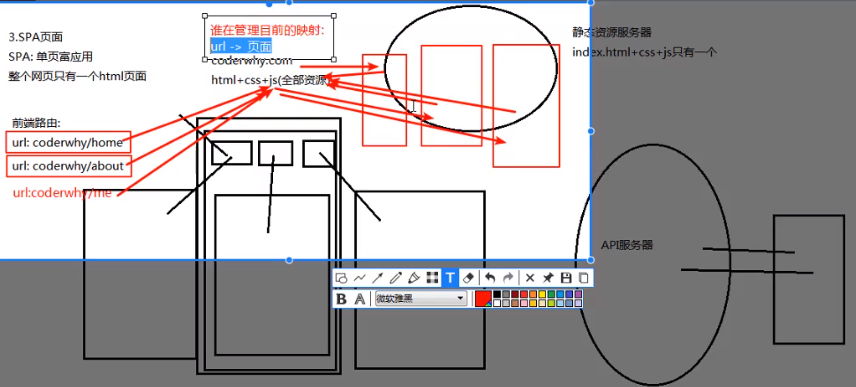 3.SPA页面
SPA: 单页富应用
整个网页只有一个html页面
谁在管理目前的映射:
url -> 页面
coderwhy.com
html+css+js(全部资源)
静态资源服务器
index.html+css+js只有一个
前端路由:
url: coderwhy/home
url: coderwhy/about
url:coderwhy/me
API服务器
T
B A 微软雅黑